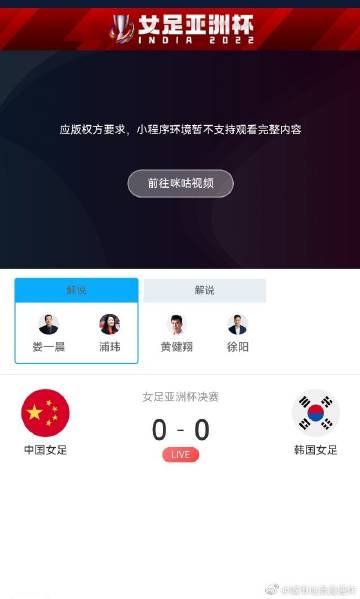 女足亚洲杯
INDIA 2022
应版权方要求，小程序环境暂不支持观看完整内容
前往咪咕视频
解说
解说
娄一晨
浦玮
黄健翔
徐阳
女足亚洲杯决赛
0 - 0
中国女足
LIVE
韩国女足